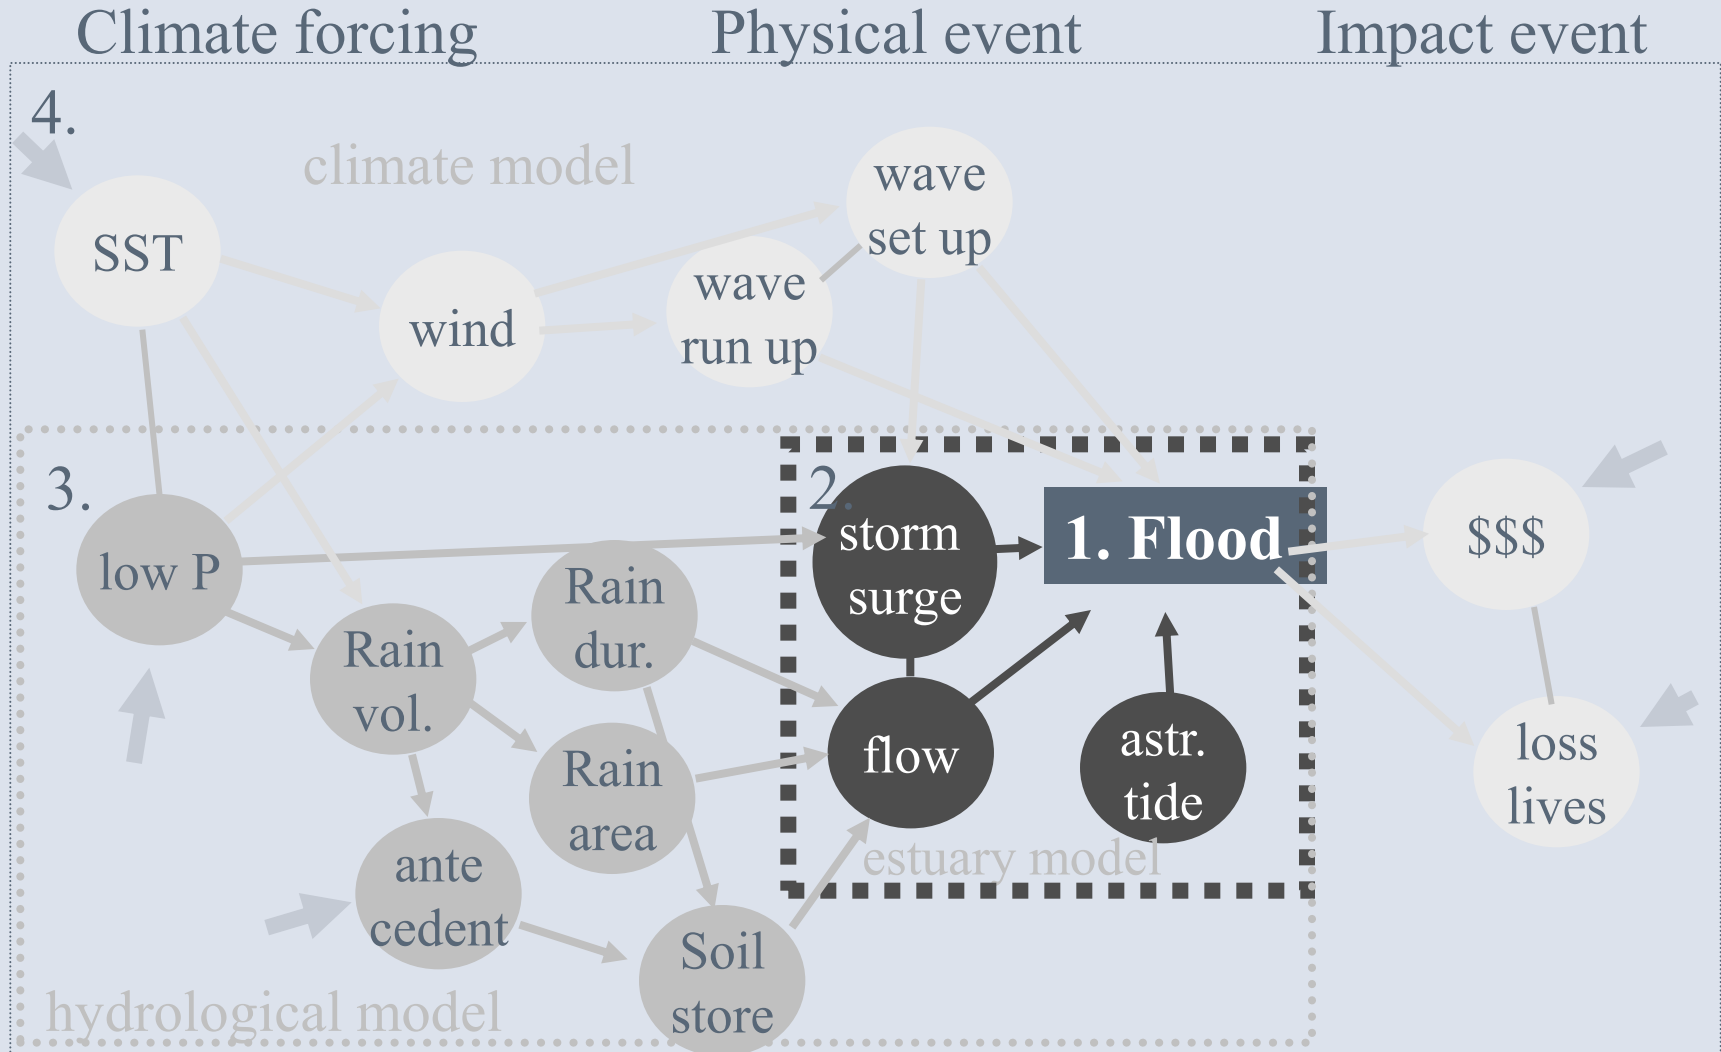 Climate forcing
Physical event
Impact event
4.
climate model
SST
wind
wave
run up
wave
set up
3.
2.
low P
Rain
vol.
Rain
dur.
Rain
area
ante
cedent
Soil
store
storm
surge
1. Flood
flow
astr.
tide
estuary model
$$$
loss
lives
hydrological model